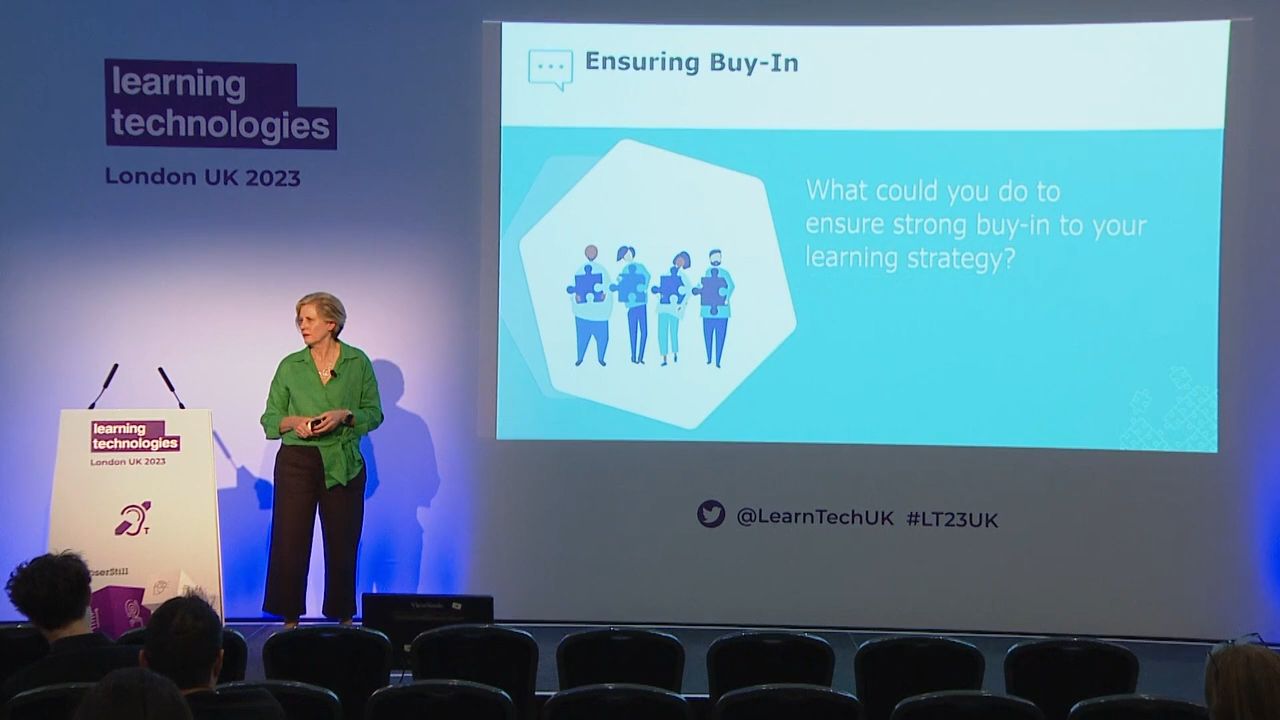 learning
technologies
London UK 2023
Ensuring Buy-In
What could you do to
ensure strong buy-in to your
learning strategy?
@LearnTechUK #LT23UK
learning
technologies
London UK 2023
T
ViewSonic